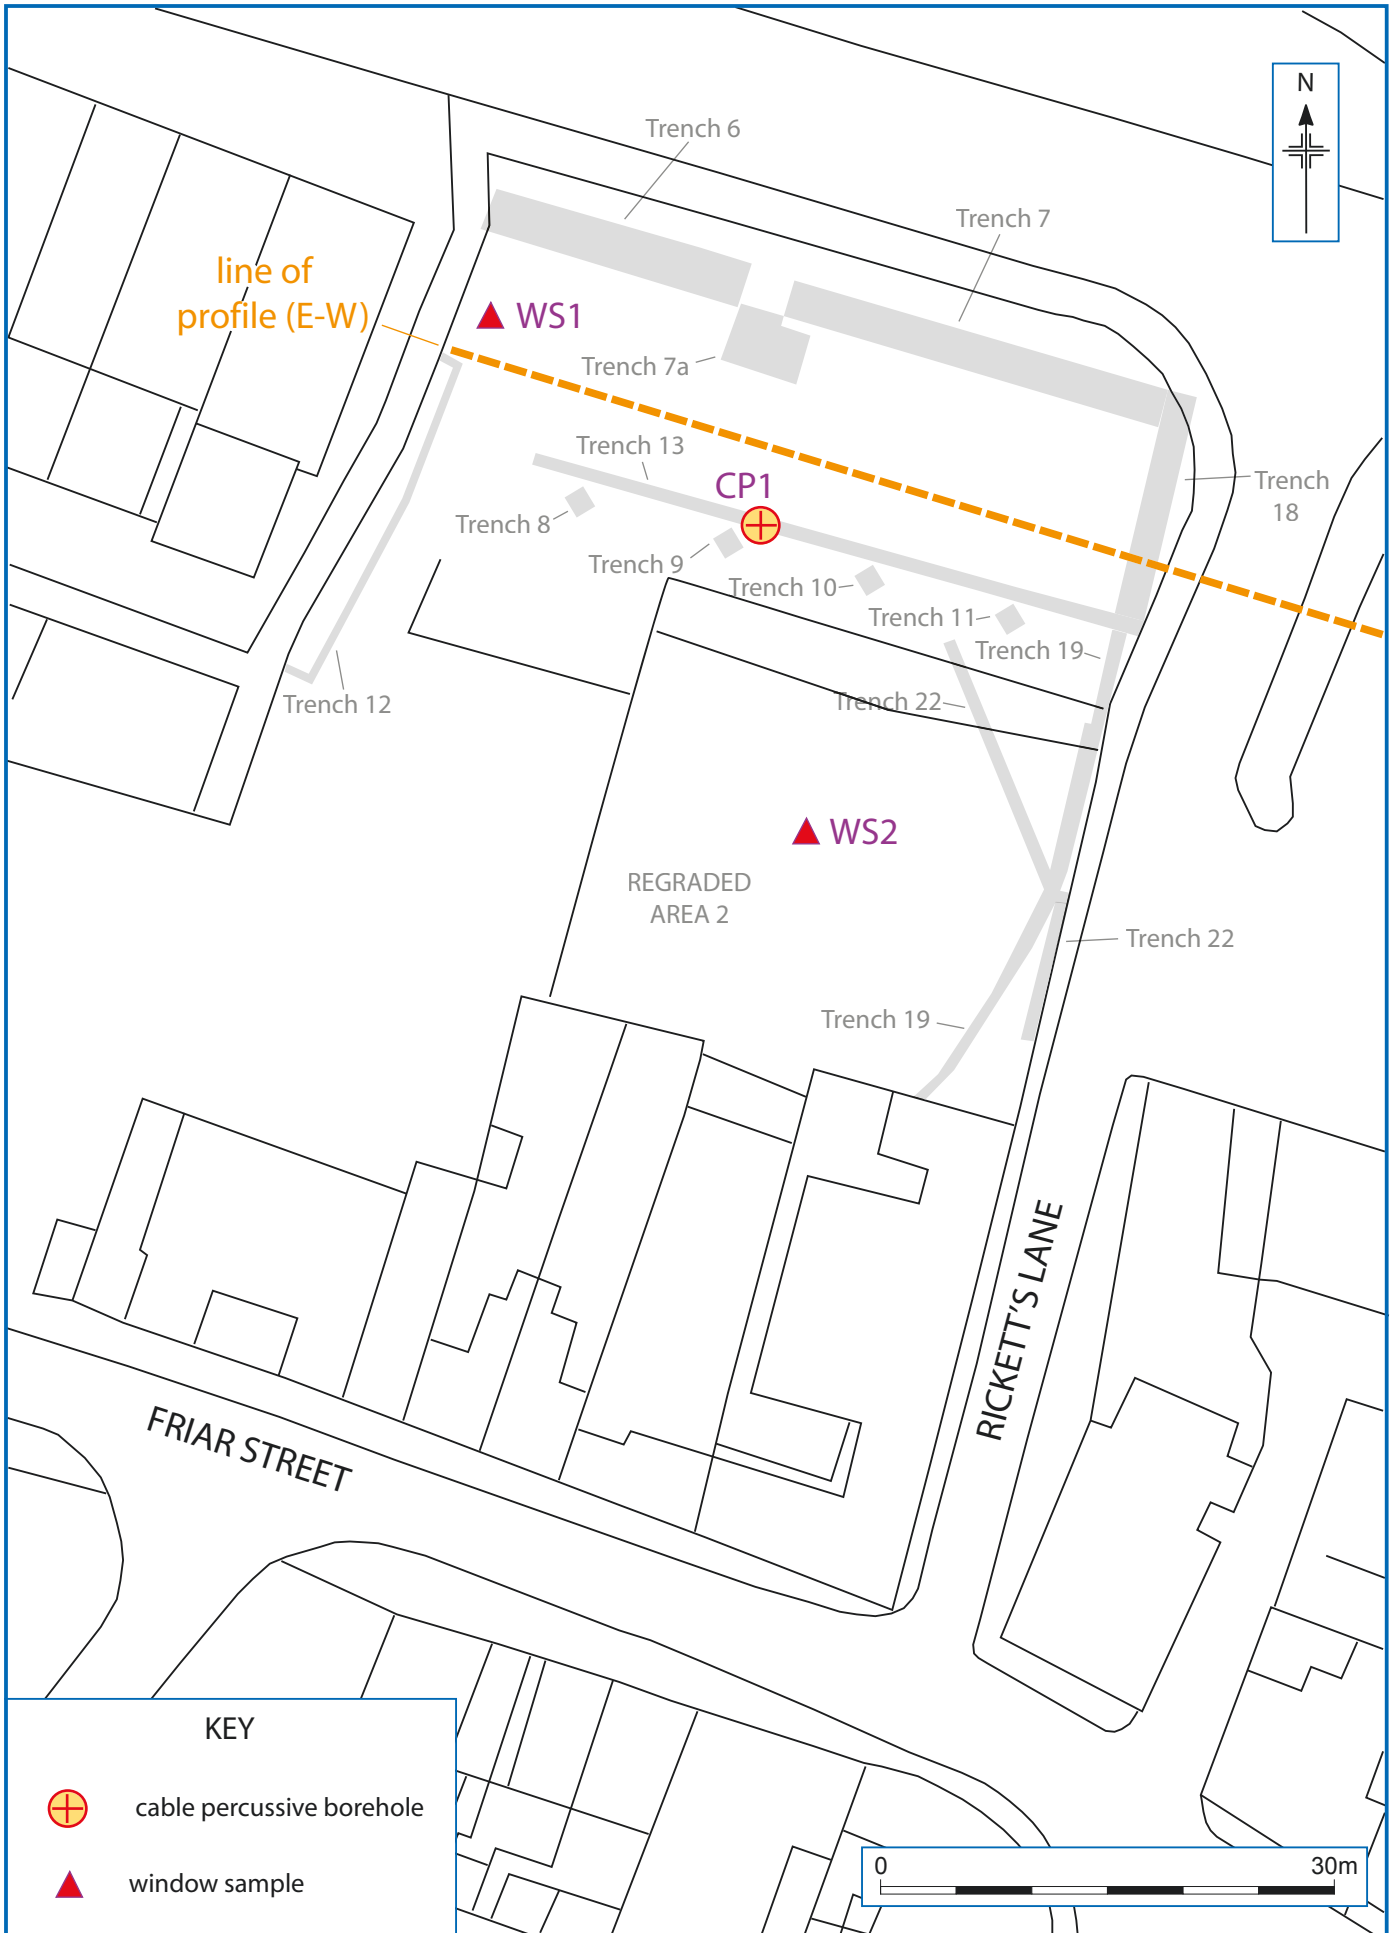 N
Trench 6
Trench 7
line of
profile (E-W)
WS1
Trench 7a
Trench 13
CP1
Trench
18
Trench 8
Trench 9
Trench 10
Trench 11
Trench 19
Trench 12
Trench 22
WS2
REGRADED
AREA 2
Trench 22
Trench 19
RICKETT'S LANE
FRIAR STREET
KEY
cable percussive borehole
window sample
0 30m